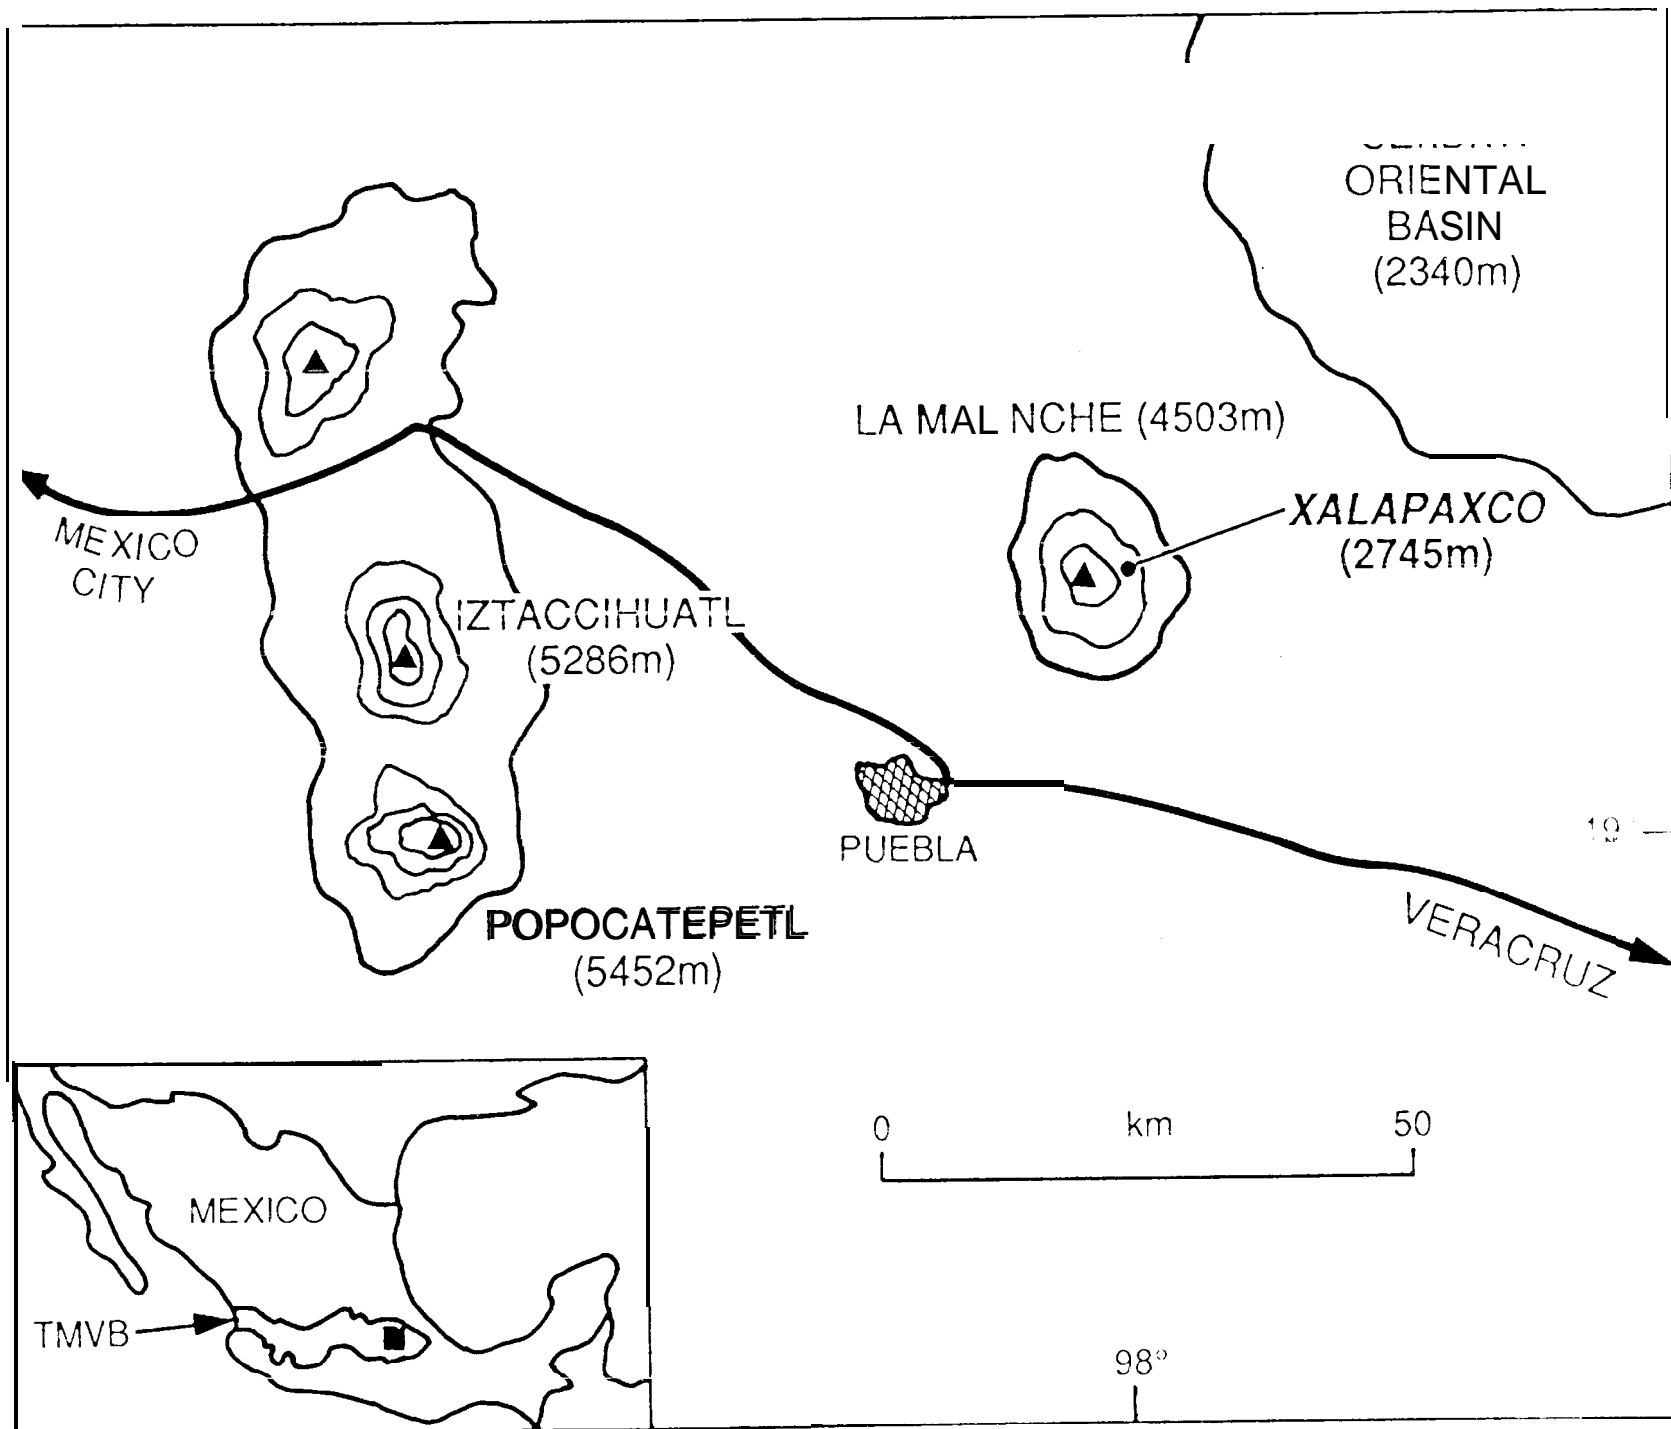 ORIENTAL
BASIN
(2340m)
LA MAL NCHE (4503m)
XALAPAXCO
(2745m)
MEXICO
CITY
IZTACCIHUATL
(5286m)
PUEBLA
POPOCATEPETL
(5452m)
VERACRUZ
0 km 50
MEXICO
TMVB
98°